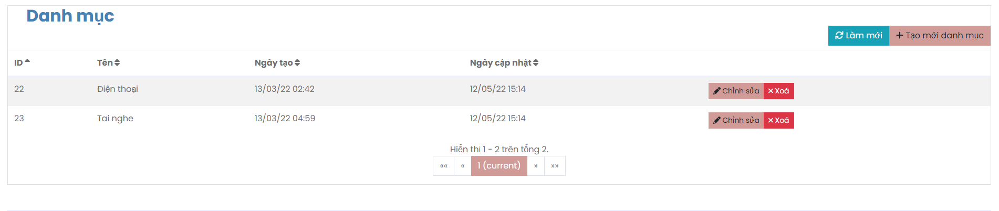 Danh mục
Làm mới Tạo mới danh mục
ID Tên Ngày tạo Ngày cập nhật
22 Điện thoại 13/03/22 02:42 12/05/22 15:14 Chỉnh sửa Xoá
23 Tai nghe 13/03/22 04:59 12/05/22 15:14 Chỉnh sửa Xoá
Hiển thị 1 - 2 trên tổng 2.
«« « 1 (current) » »»